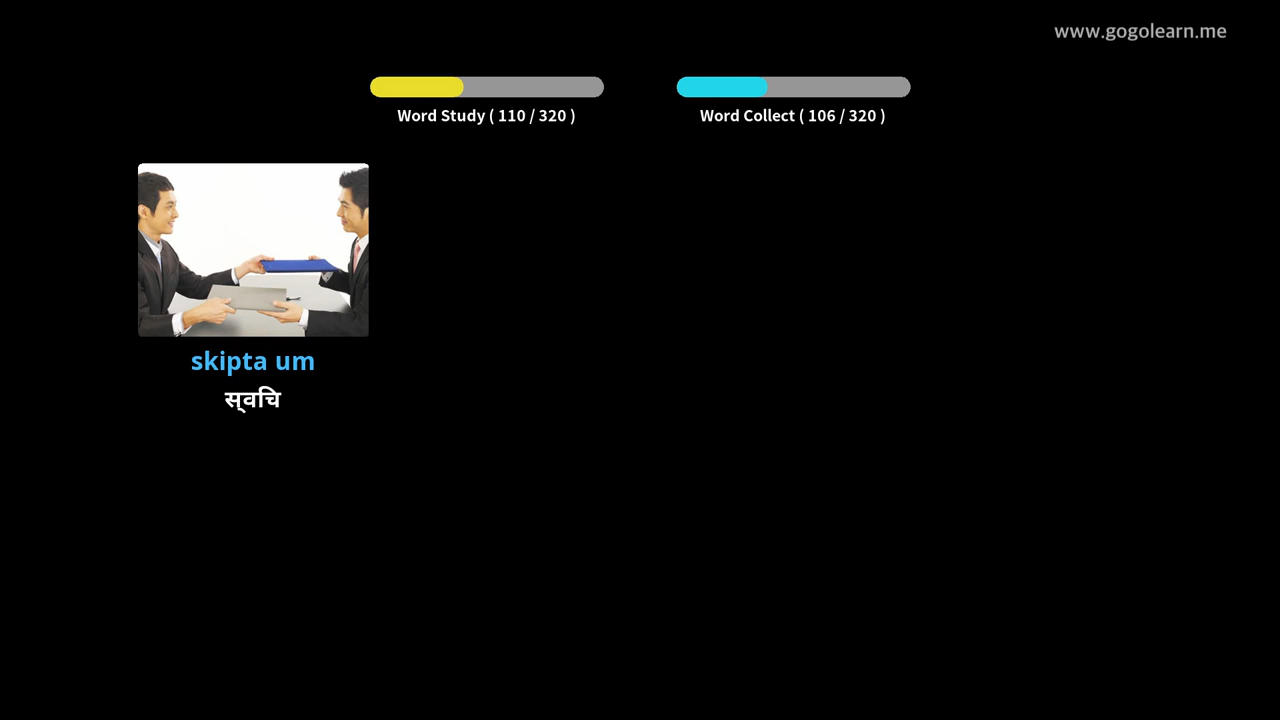 www.gogolearn.me
Word Study ( 110 / 320 )
Word Collect ( 106 / 320 )
skipta um
स्वचि